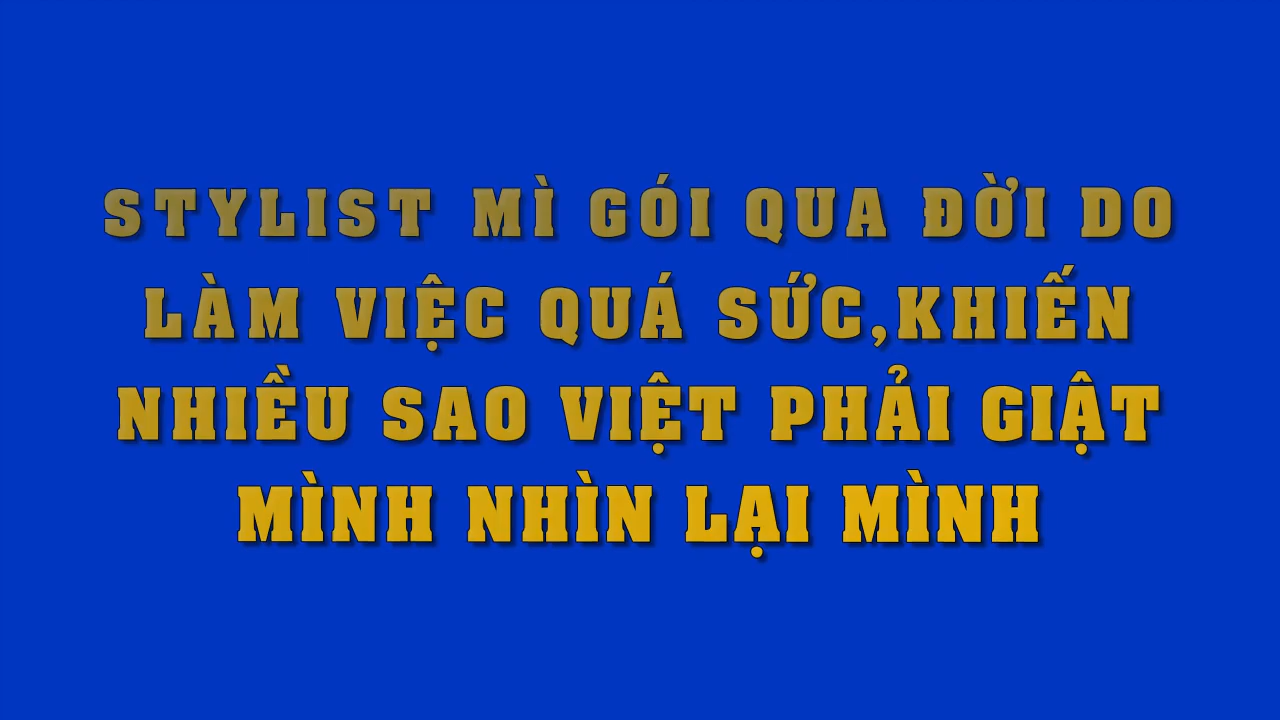 STYLIST MÌ GÓI QUA ĐỜI DO
LÀM VIỆC QUÁ SỨC,KHIẾN
NHIỀU SAO VIỆT PHẢI GIẬT
MÌNH NHÌN LẠI MÌNH